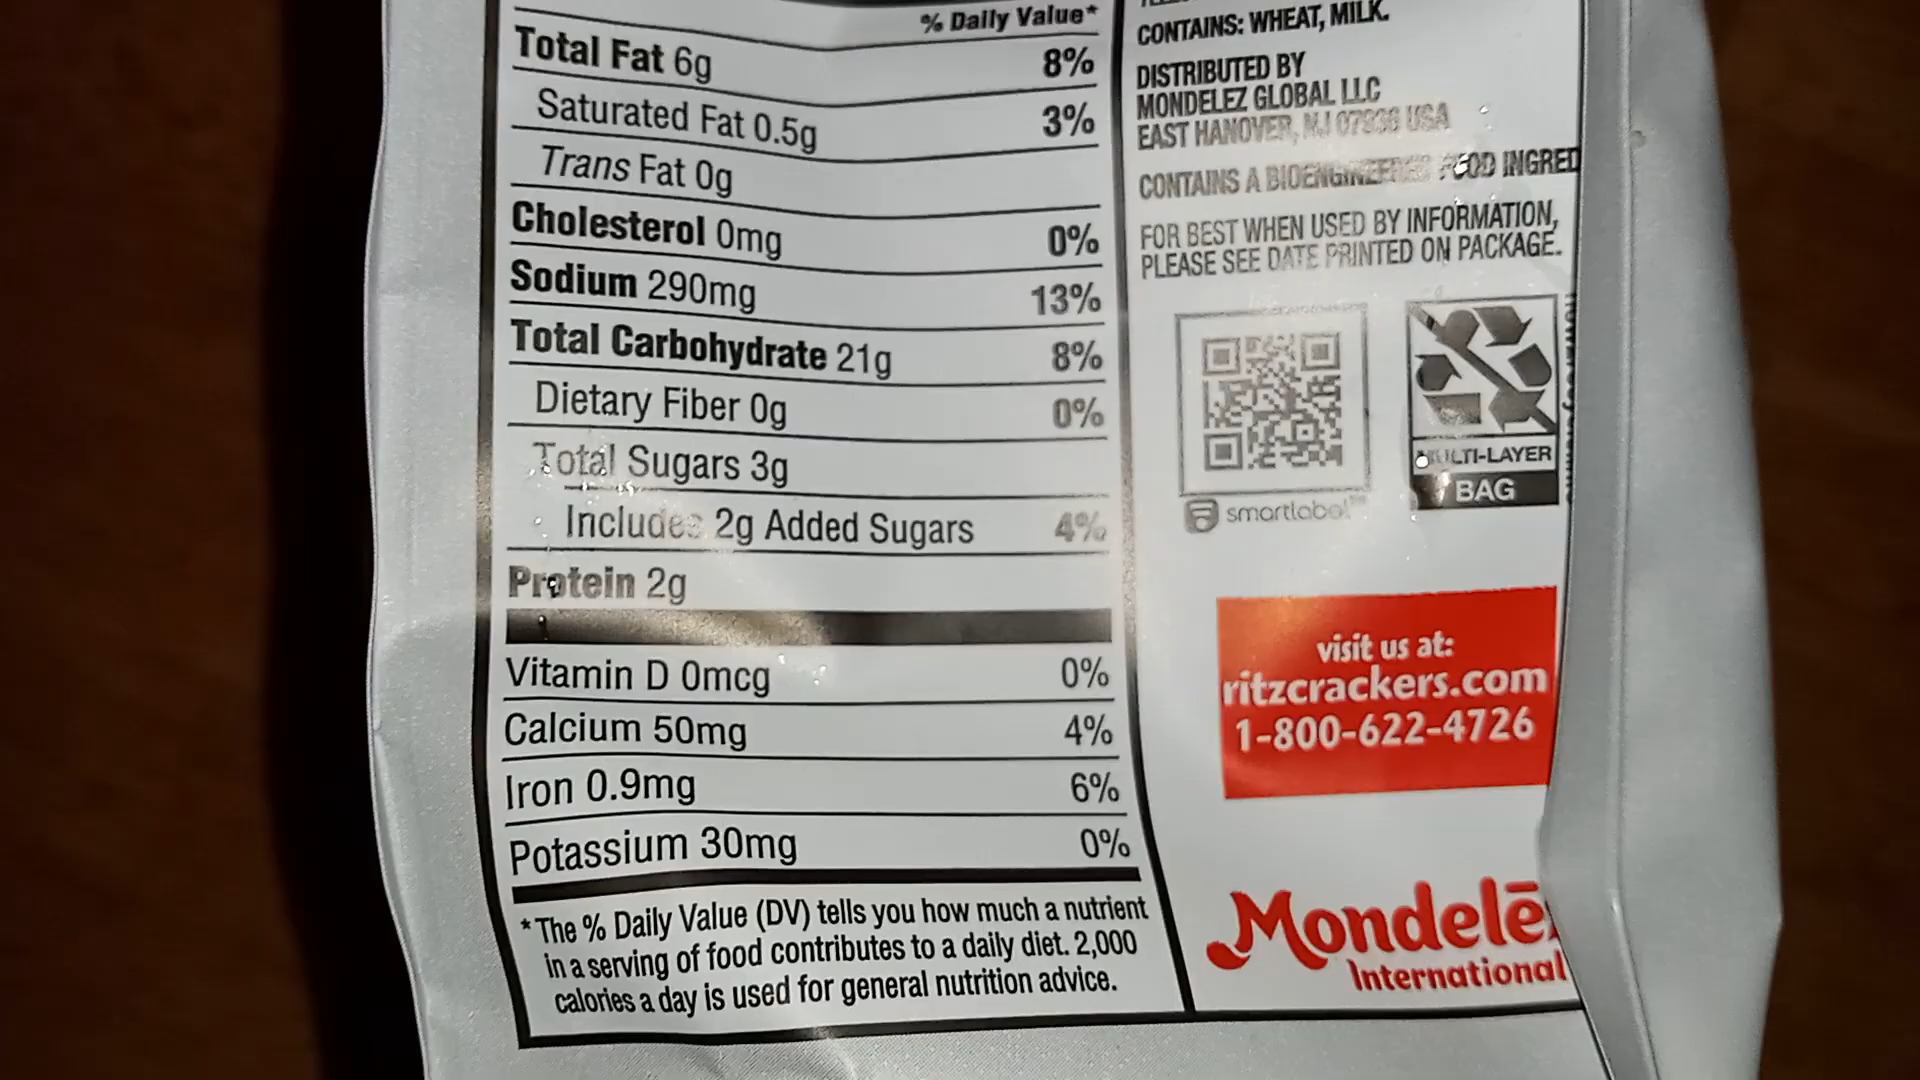 % Daily Value*
Total Fat 6g 8%
Saturated Fat 0.5g 3%
Trans Fat 0g
Cholesterol 0mg 0%
Sodium 290mg 13%
Total Carbohydrate 21g 8%
Dietary Fiber 0g 0%
Total Sugars 3g
Includes 2g Added Sugars 4%
Protein 2g
Vitamin D 0mcg 0%
Calcium 50mg 4%
Iron 0.9mg 6%
Potassium 30mg 0%
*The % Daily Value (DV) tells you how much a nutrient
in a serving of food contributes to a daily diet. 2,000
calories a day is used for general nutrition advice.
CONTAINS: WHEAT, MILK.
DISTRIBUTED BY
MONDELEZ GLOBAL LLC
EAST HANOVER, NJ 07936 USA
CONTAINS A BIOENGINEERED FOOD INGRED
FOR BEST WHEN USED BY INFORMATION,
PLEASE SEE DATE PRINTED ON PACKAGE.
smartlabel™
MULTI-LAYER
BAG
visit us at:
ritzcrackers.com
1-800-622-4726
Mondelē
International